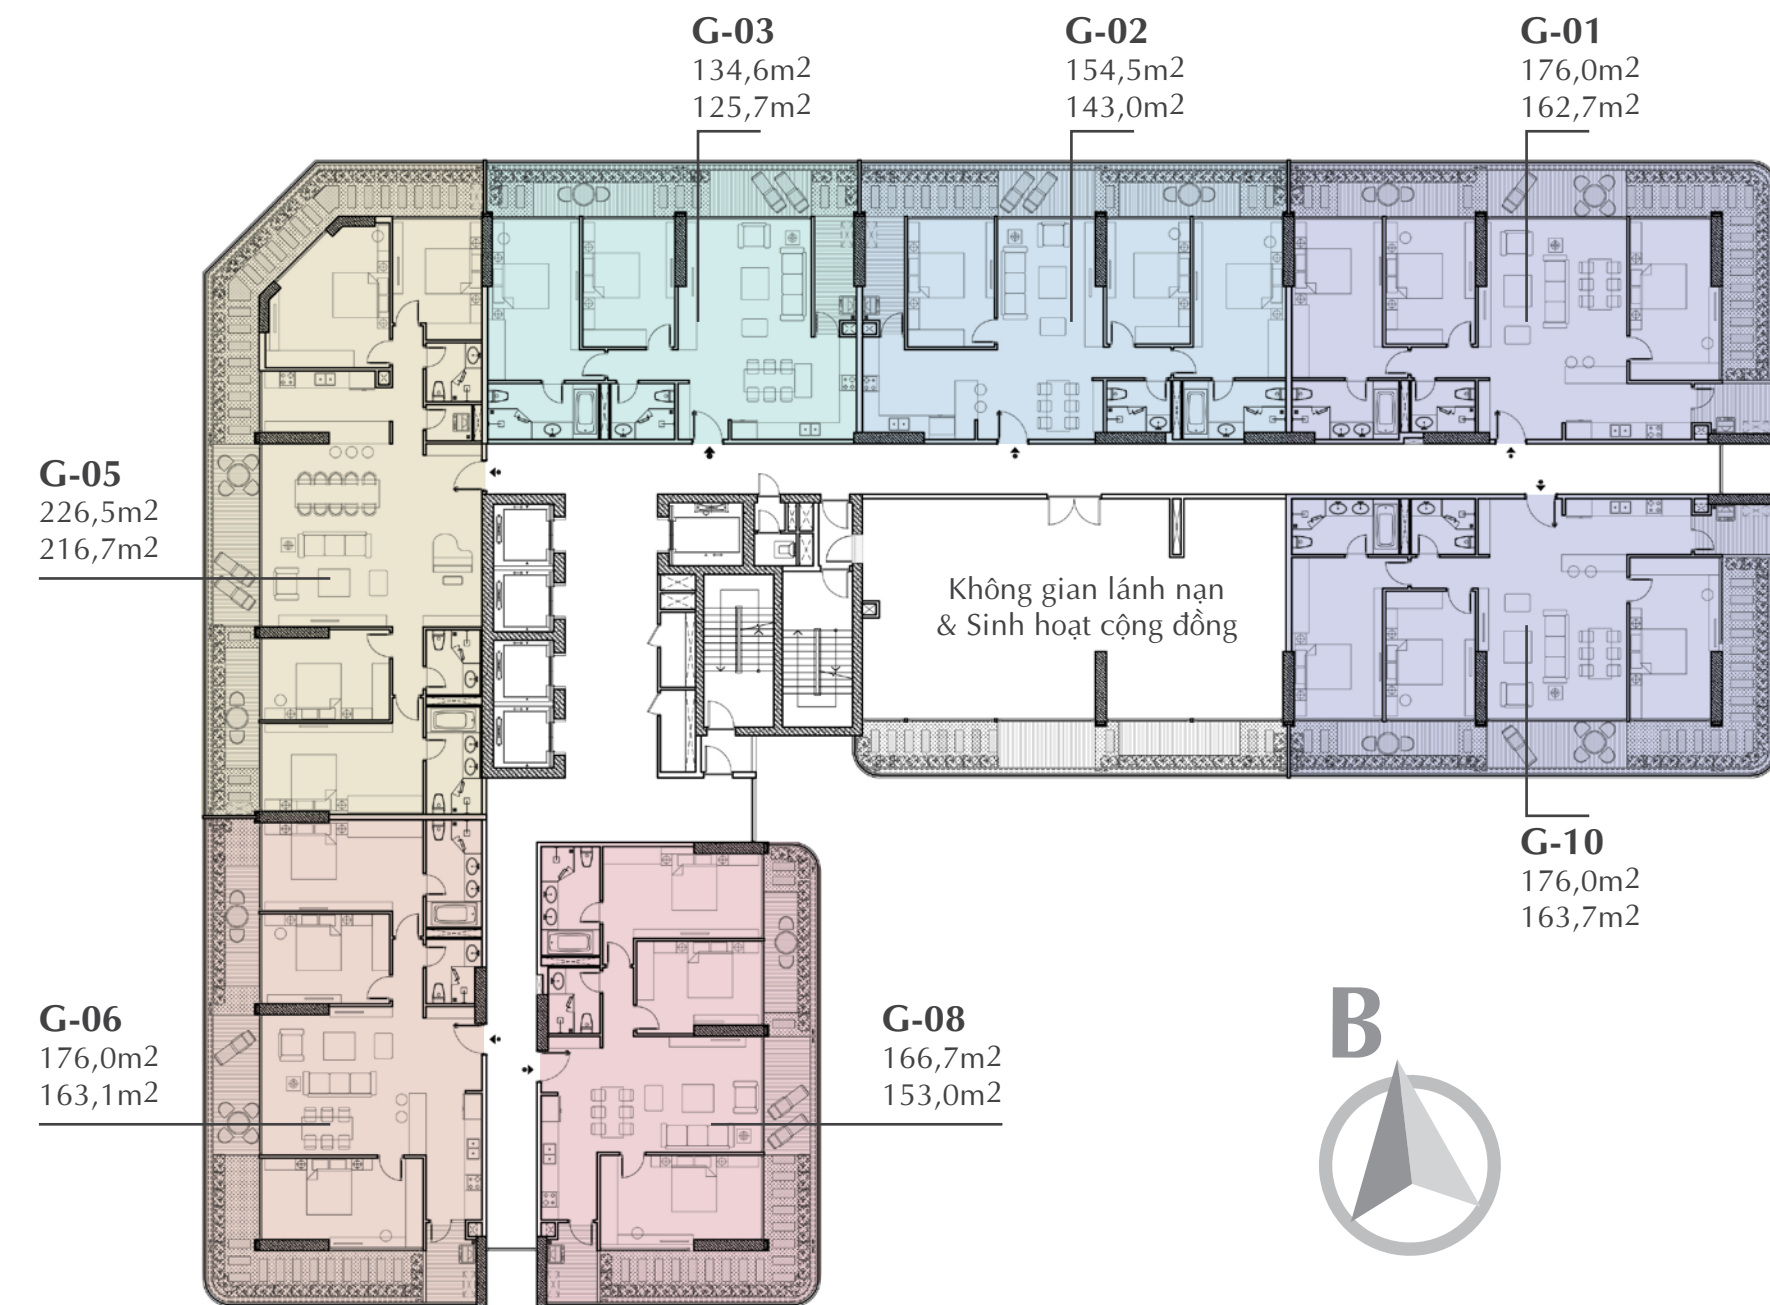 G-03
134,6m2
125,7m2
G-02
154,5m2
143,0m2
G-01
176,0m2
162,7m2
G-05
226,5m2
216,7m2
Không gian lánh nạn
& Sinh hoạt cộng đồng
G-10
176,0m2
163,7m2
G-06
176,0m2
163,1m2
G-08
166,7m2
153,0m2
B